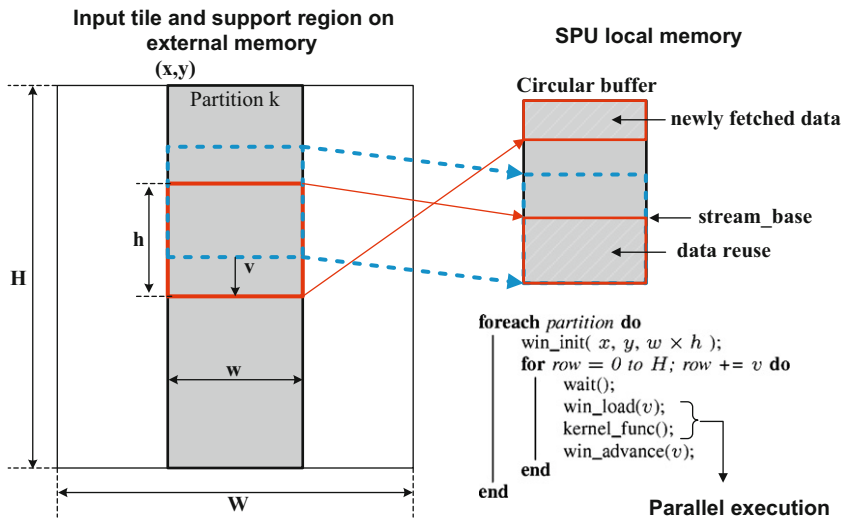 Input tile and support region on
external memory
(x,y)
Partition k
h
v
H
w
W
SPU local memory
Circular buffer
newly fetched data
stream_base
data reuse
foreach partition do
win_init( x, y, w × h );
for row = 0 to H; row += v do
wait();
win_load(v);
kernel_func();
win_advance(v);
end
end
Parallel execution